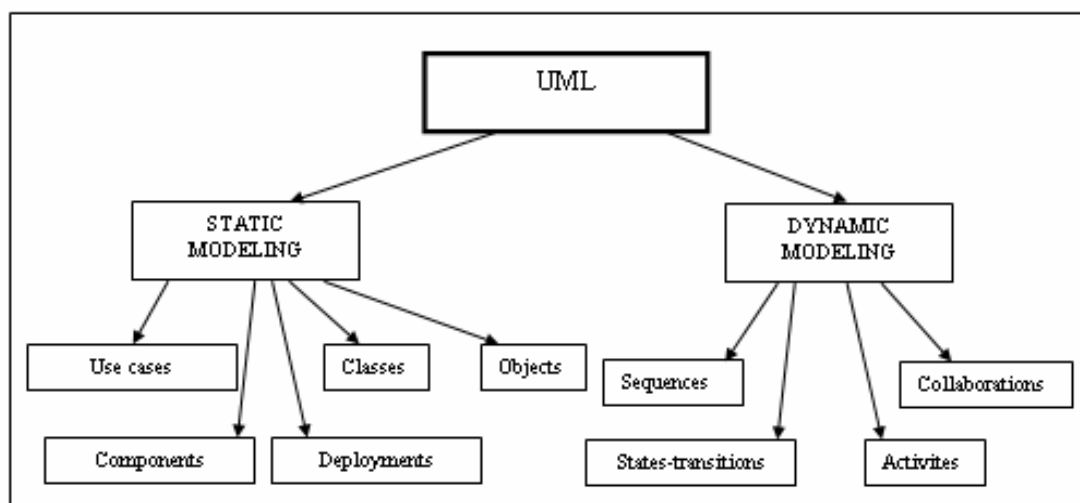 UML
STATIC
MODELING
DYNAMIC
MODELING
Use cases
Classes
Objects
Sequences
Collaborations
Components
Deployments
States-transitions
Activites